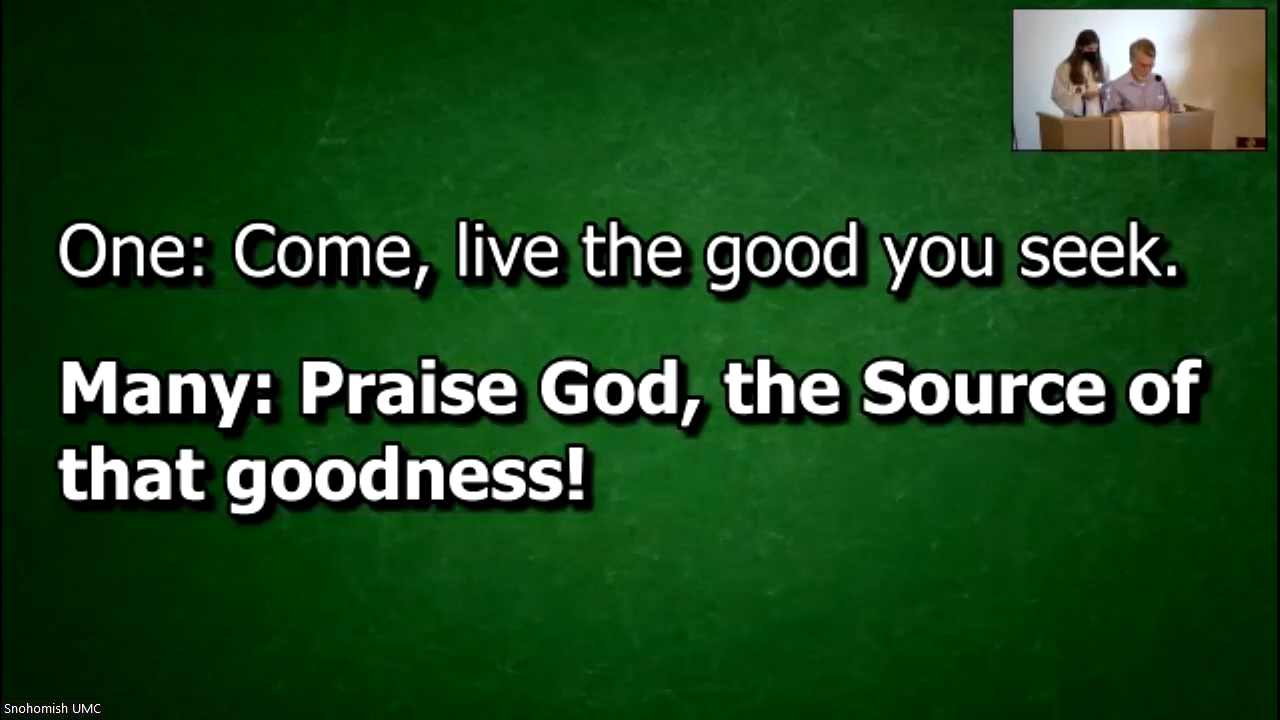 One: Come, live the good you seek.
Many: Praise God, the Source of
that goodness!
Snohomish UMC